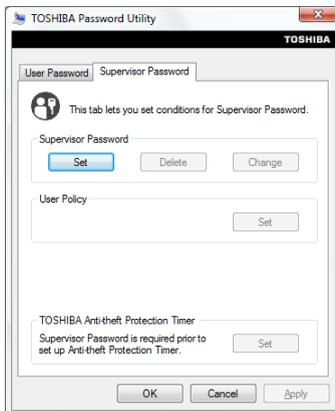 TOSHIBA Password Utility
TOSHIBA
User Password
Supervisor Password
This tab lets you set conditions for Supervisor Password.
Supervisor Password
Set
Delete
Change
User Policy
Set
TOSHIBA Anti-theft Protection Timer
Supervisor Password is required prior to
set up Anti-theft Protection Timer.
Set
OK
Cancel
Apply